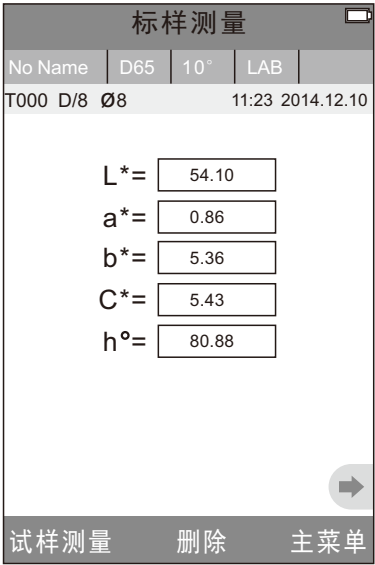 标样测量
No Name D65 10° LAB
T000 D/8 Ø8 11:23 2014.12.10
L*= 54.10
a*= 0.86
b*= 5.36
C*= 5.43
h°= 80.88
试样测量 删除 主菜单